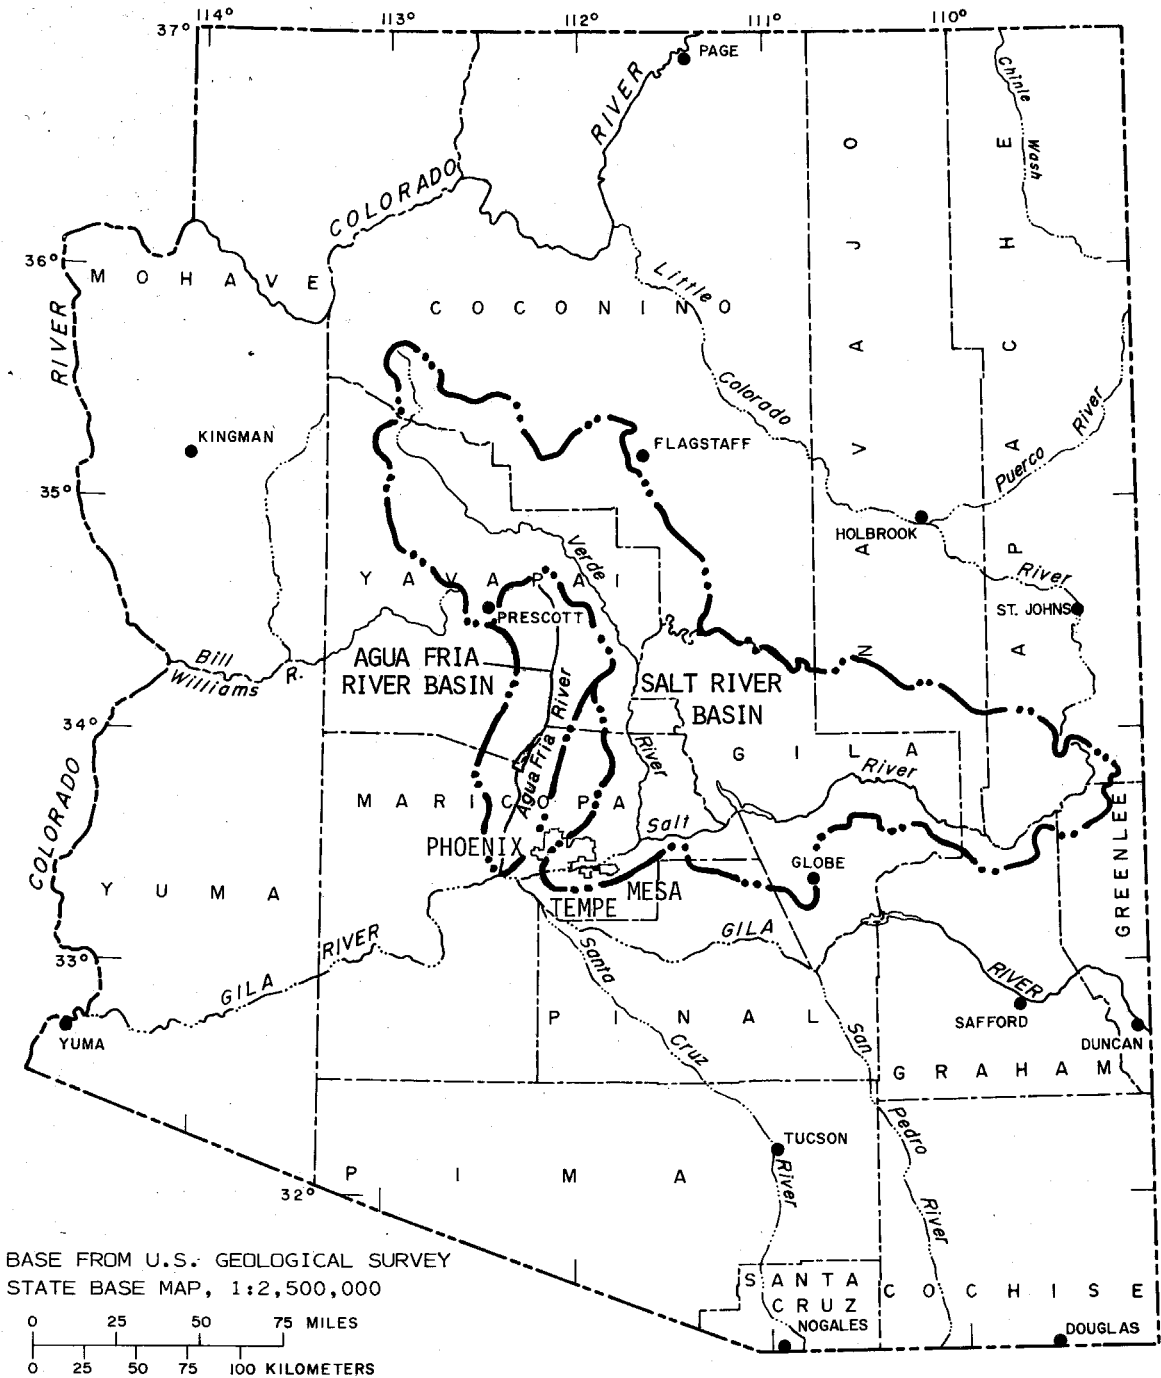 114°
113°
112°
111°
110°
37°
PAGE
RIVER
Chinle
Wash
COLORADO
NAVAJO
APACHE
36°
MOHAVE
RIVER
Little
COCONINO
Colorado
River
KINGMAN
FLAGSTAFF
Puerco
35°
HOLBROOK
Verde
River
YAVAPAI
ST. JOHNS
PRESCOTT
Bill
Williams R.
AGUA FRIA
RIVER BASIN
SALT RIVER
BASIN
34°
River
Agua Fria
River
GILA
River
COLORADO
MARICOPA
Salt
PHOENIX
GLOBE
GREENLEE
YUMA
TEMPE
MESA
GILA
RIVER
Santa
33°
GILA
RIVER
SAFFORD
YUMA
PINAL
San
DUNCAN
Cruz
GRAHAM
Pedro
TUCSON
PIMA
River
32°
River
BASE FROM U.S. GEOLOGICAL SURVEY
STATE BASE MAP, 1:2,500,000
SANTA
CRUZ
COCHISE
NOGALES
DOUGLAS
0 25 50 75 MILES
0 25 50 75 100 KILOMETERS